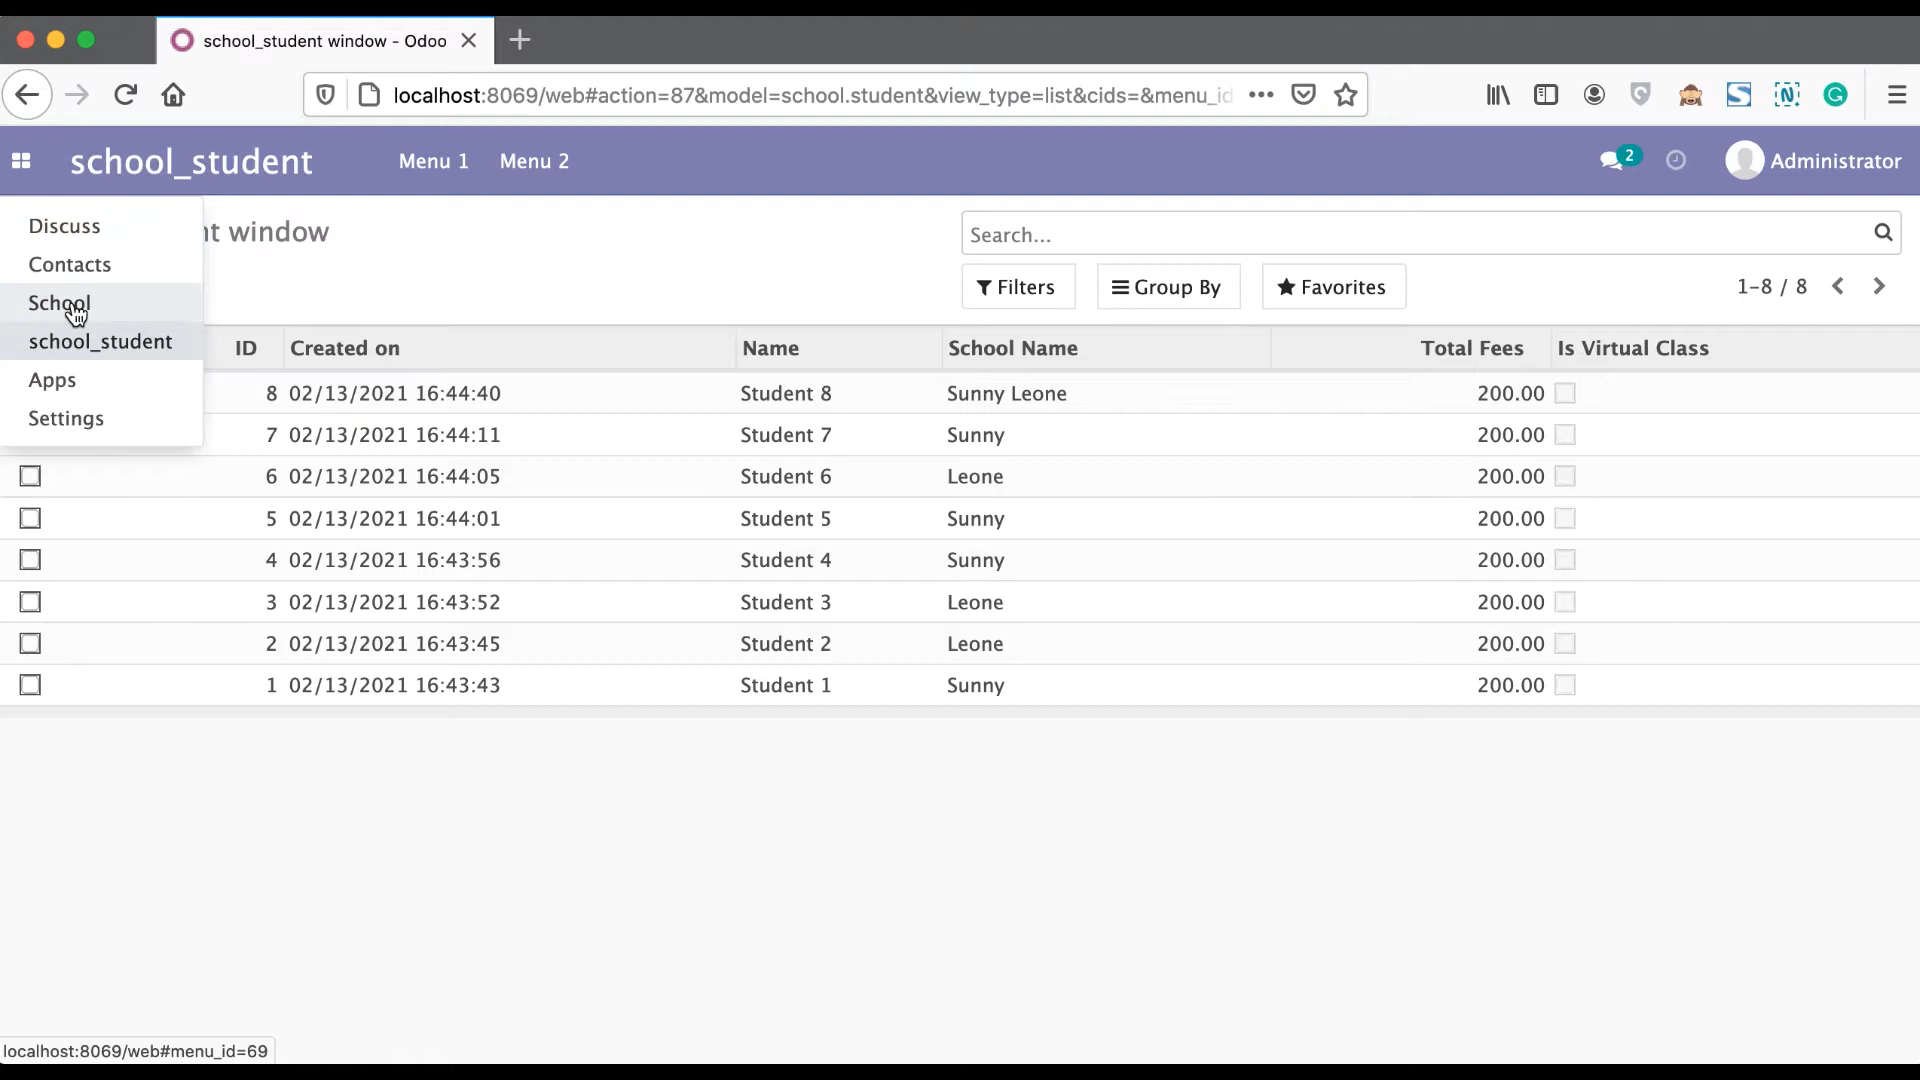 school_student window - Odoo
localhost:8069/web#action=87&model=school.student&view_type=list&cids=&menu_id
school_student Menu 1 Menu 2 2 Administrator
Discuss
Contacts
School
school_student
Apps
Settings
nt window
Search...
Filters Group By Favorites 1-8 / 8
ID Created on Name School Name Total Fees Is Virtual Class
8 02/13/2021 16:44:40 Student 8 Sunny Leone 200.00
7 02/13/2021 16:44:11 Student 7 Sunny 200.00
6 02/13/2021 16:44:05 Student 6 Leone 200.00
5 02/13/2021 16:44:01 Student 5 Sunny 200.00
4 02/13/2021 16:43:56 Student 4 Sunny 200.00
3 02/13/2021 16:43:52 Student 3 Leone 200.00
2 02/13/2021 16:43:45 Student 2 Leone 200.00
1 02/13/2021 16:43:43 Student 1 Sunny 200.00
localhost:8069/web#menu_id=69